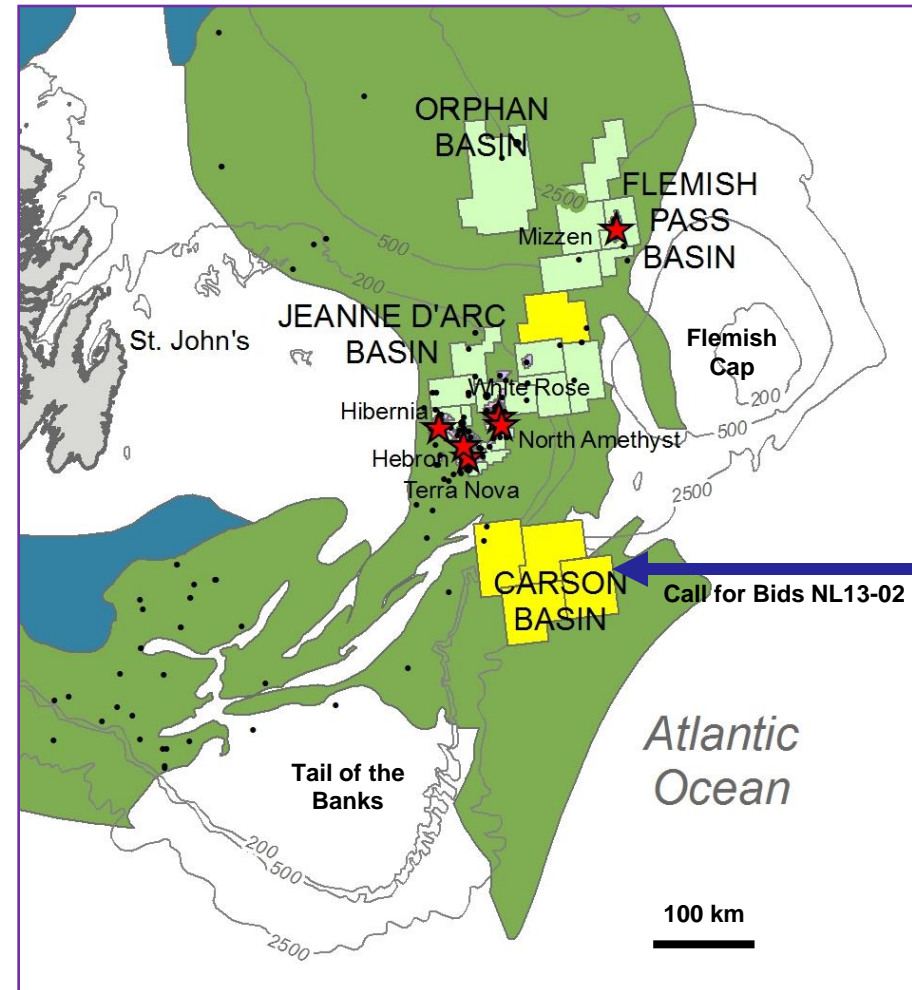 ORPHAN
BASIN
2500
FLEMISH
PASS
BASIN
Mizzen
500
200
JEANNE D'ARC
BASIN
St. John's
Flemish
Cap
White Rose
200
Hibernia
500
North Amethyst
Hebron
Terra Nova
2500
CARSON
BASIN
Call for Bids NL13-02
Atlantic
Ocean
Tail of the
Banks
200
500
2500
100 km